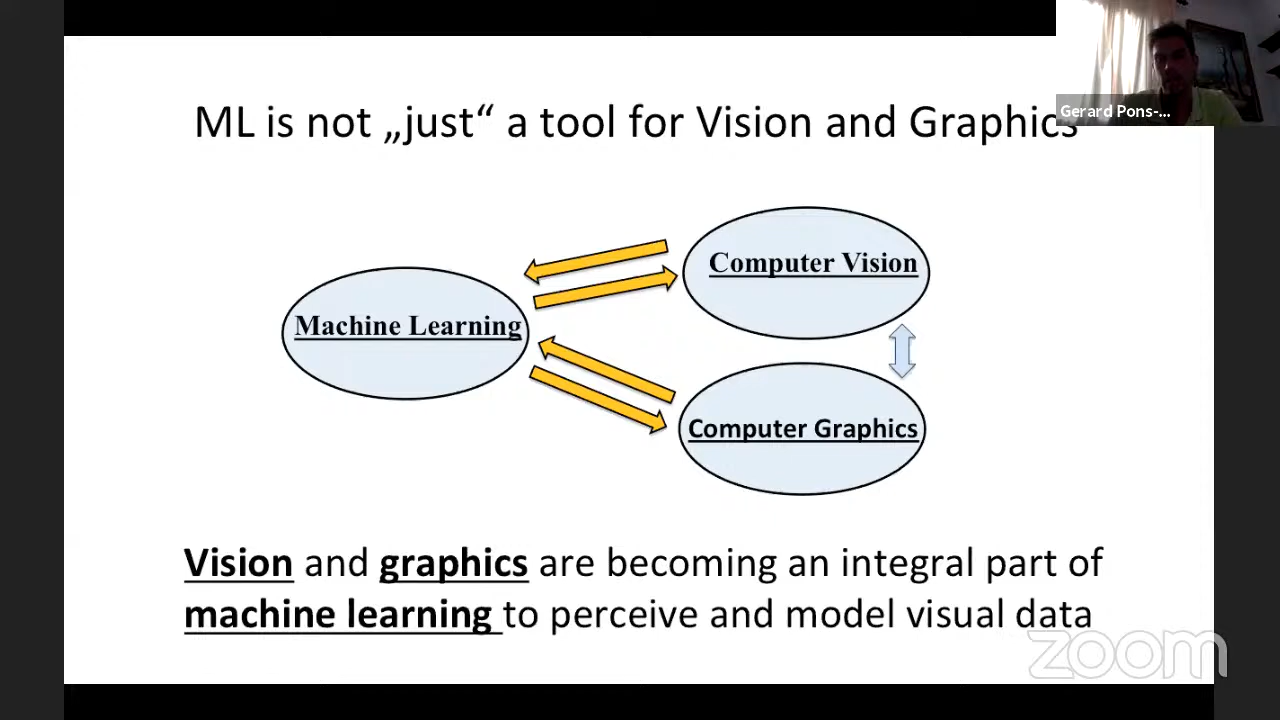 ML is not „just“ a tool for Vision and Graphics
Gerard Pons-...
Computer Vision
Machine Learning
Computer Graphics
Vision and graphics are becoming an integral part of
machine learning to perceive and model visual data
zoom